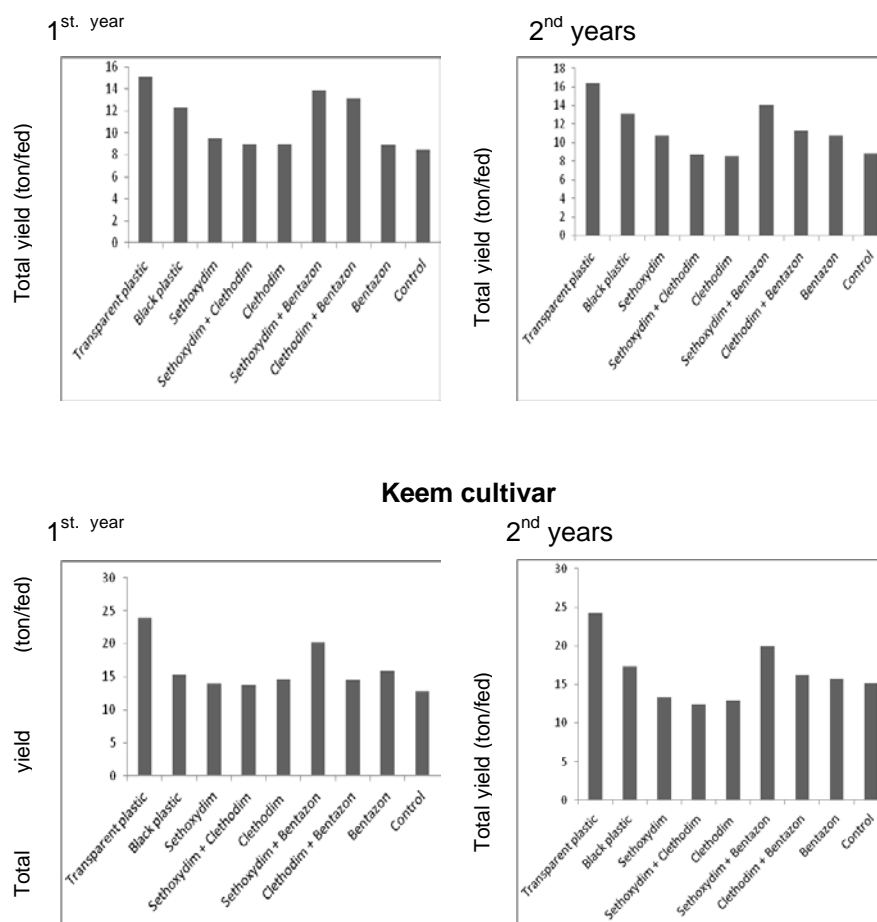 1st. year
2nd years
Total yield (ton/fed)
16
14
12
10
8
6
4
2
0
Transparent plastic
Black plastic
Sethoxydim
Sethoxydim + Clethodim
Clethodim
Sethoxydim + Bentazon
Clethodim + Bentazon
Bentazon
Control
Total yield (ton/fed)
18
16
14
12
10
8
6
4
2
0
Transparent plastic
Black plastic
Sethoxydim
Sethoxydim + Clethodim
Clethodim
Sethoxydim + Bentazon
Clethodim + Bentazon
Bentazon
Control
Keem cultivar
1st. year
2nd years
Total yield (ton/fed)
30
25
20
15
10
5
0
Transparent plastic
Black plastic
Sethoxydim
Sethoxydim + Clethodim
Clethodim
Sethoxydim + Bentazon
Clethodim + Bentazon
Bentazon
Control
Total yield (ton/fed)
30
25
20
15
10
5
0
Transparent plastic
Black plastic
Sethoxydim
Sethoxydim + Clethodim
Clethodim
Sethoxydim + Bentazon
Clethodim + Bentazon
Bentazon
Control